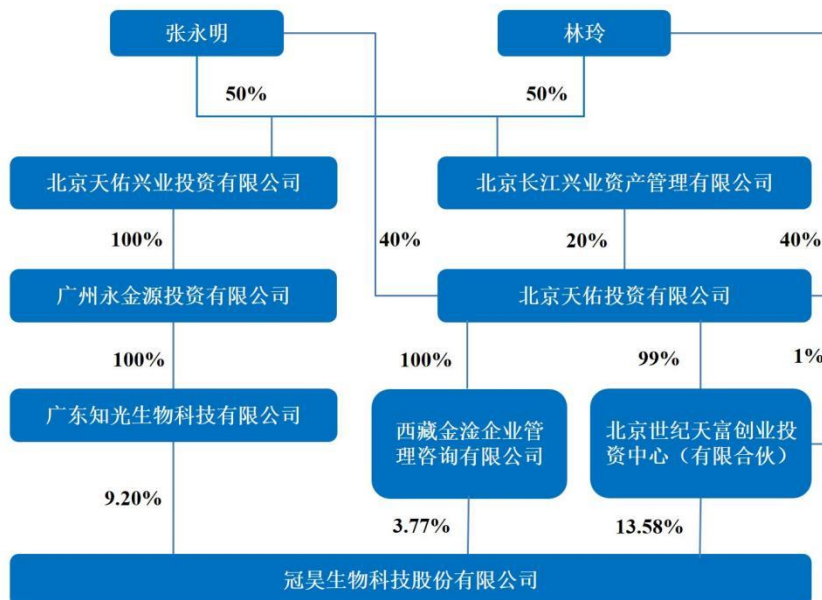 张永明
林玲
50%
50%
北京天佑兴业投资有限公司
北京长江兴业资产管理有限公司
100%
40%
20%
40%
广州永金源投资有限公司
北京天佑投资有限公司
100%
100%
99%
1%
广东知光生物科技有限公司
西藏金淦企业管
理咨询有限公司
北京世纪天富创业投
资中心（有限合伙）
9.20%
3.77%
13.58%
冠昊生物科技股份有限公司